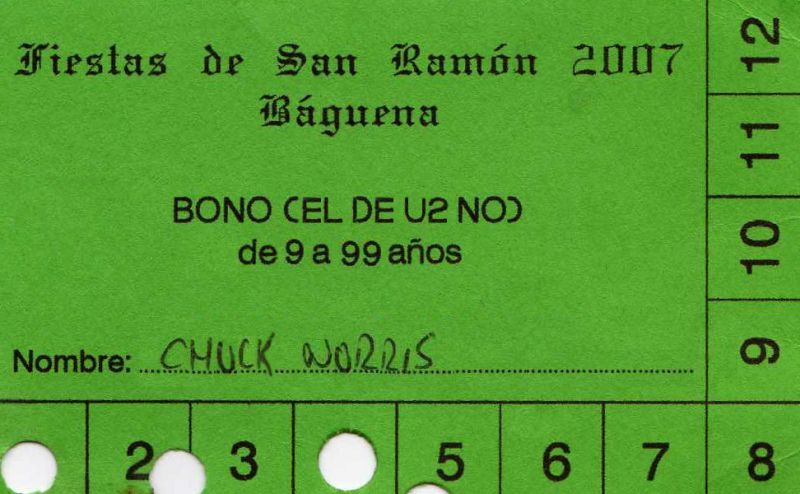 Fiestas de San Ramón 2007
Báguena
BONO (EL DE U2 NO)
de 9 a 99 años
Nombre: CHUCK NORRIS
2 3 5 6 7 8
9
10
11
12